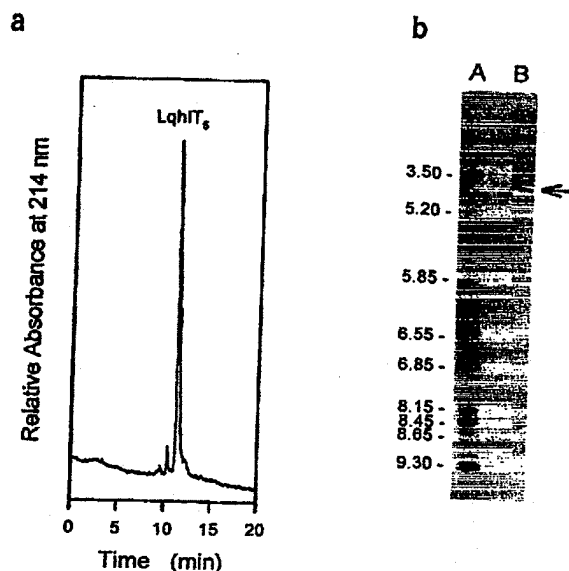 a
b
LqhIT6
Relative Absorbance at 214 nm
0 5 10 15 20
Time (min)
A B
3.50 -
5.20 -
5.85 -
6.55 -
6.85 -
8.15 -
8.45 -
8.65 -
9.30 -